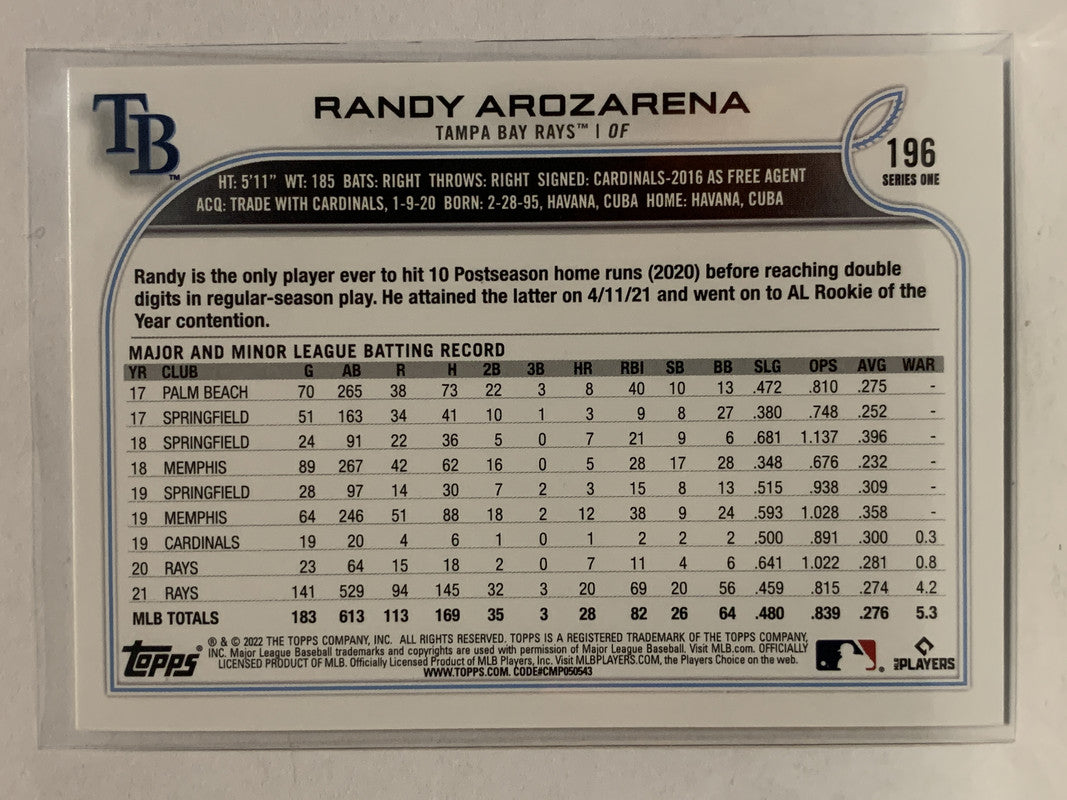 TB™
RANDY AROZARENA
TAMPA BAY RAYS™ | OF
196
SERIES ONE
HT: 5'11" WT: 185 BATS: RIGHT THROWS: RIGHT SIGNED: CARDINALS-2016 AS FREE AGENT
ACQ: TRADE WITH CARDINALS, 1-9-20 BORN: 2-28-95, HAVANA, CUBA HOME: HAVANA, CUBA
Randy is the only player ever to hit 10 Postseason home runs (2020) before reaching double
digits in regular-season play. He attained the latter on 4/11/21 and went on to AL Rookie of the
Year contention.
MAJOR AND MINOR LEAGUE BATTING RECORD
YR CLUB G AB R H 2B 3B HR RBI SB BB SLG OPS AVG WAR
17 PALM BEACH 70 265 38 73 22 3 8 40 10 13 .472 .810 .275 -
17 SPRINGFIELD 51 163 34 41 10 1 3 9 8 27 .380 .748 .252 -
18 SPRINGFIELD 24 91 22 36 5 0 7 21 9 6 .681 1.137 .396 -
18 MEMPHIS 89 267 42 62 16 0 5 28 17 28 .348 .676 .232 -
19 SPRINGFIELD 28 97 14 30 7 2 3 15 8 13 .515 .938 .309 -
19 MEMPHIS 64 246 51 88 18 2 12 38 9 24 .593 1.028 .358 -
19 CARDINALS 19 20 4 6 1 0 1 2 2 2 .500 .891 .300 0.3
20 RAYS 23 64 15 18 2 0 7 11 4 6 .641 1.022 .281 0.8
21 RAYS 141 529 94 145 32 3 20 69 20 56 .459 .815 .274 4.2
MLB TOTALS 183 613 113 169 35 3 28 82 26 64 .480 .839 .276 5.3
topps®
® & © 2022 THE TOPPS COMPANY, INC. ALL RIGHTS RESERVED. TOPPS IS A REGISTERED TRADEMARK OF THE TOPPS COMPANY,
INC. Major League Baseball trademarks and copyrights are used with permission of Major League Baseball. Visit MLB.com. OFFICIALLY
LICENSED PRODUCT OF MLB. Officially Licensed Product of MLB Players, Inc. Visit MLBPLAYERS.COM, the Players Choice on the web.
WWW.TOPPS.COM. CODE#CMP050543
®
MLB PLAYERS